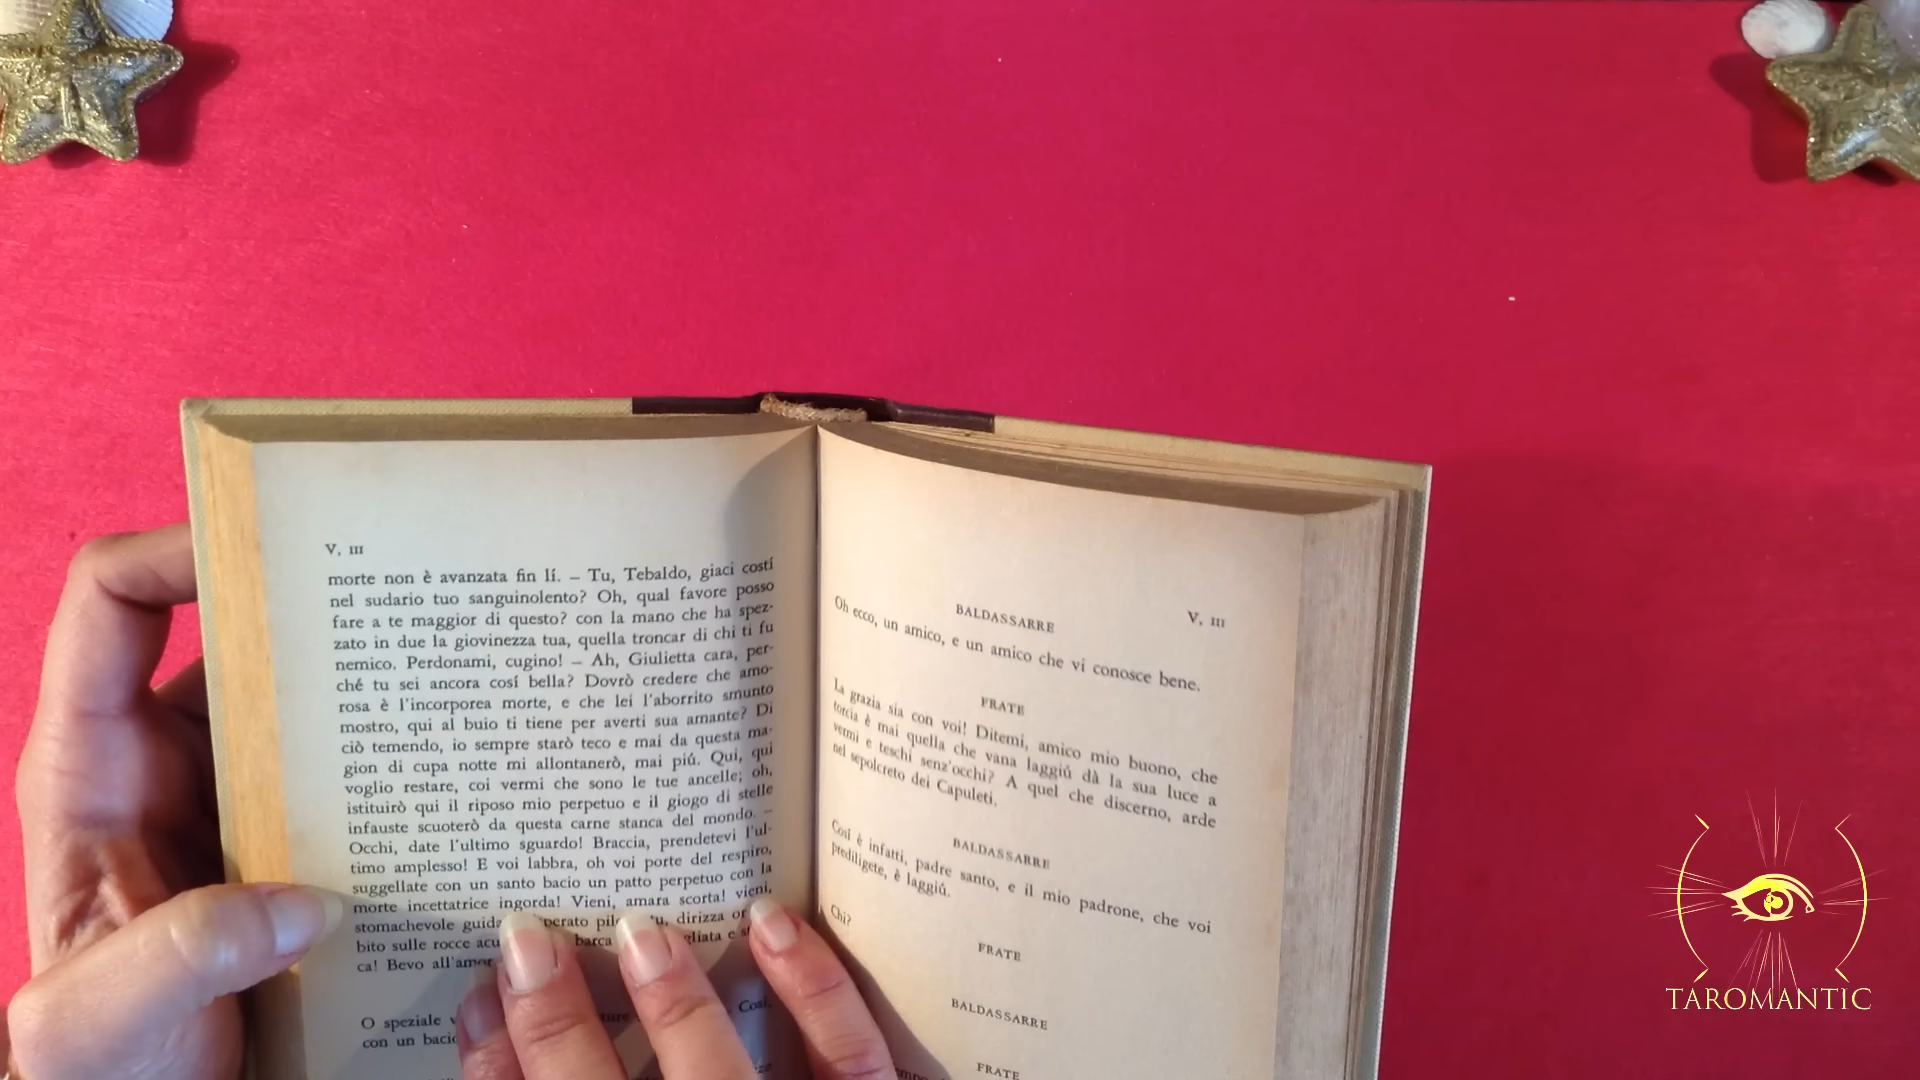 V, III
morte non è avanzata fin lí. – Tu, Tebaldo, giaci costí
nel sudario tuo sanguinolento? Oh, qual favore posso
fare a te maggior di questo? con la mano che ha spez-
zato in due la giovinezza tua, quella troncar di chi ti fu
nemico. Perdonami, cugino! – Ah, Giulietta cara, per-
ché tu sei ancora cosí bella? Dovrò credere che amo-
rosa è l'incorporea morte, e che lei l'aborrito smunto
mostro, qui al buio ti tiene per averti sua amante? Di
ciò temendo, io sempre starò teco e mai da questa ma-
gion di cupa notte mi allontanerò, mai piú. Qui, qui
voglio restare, coi vermi che sono le tue ancelle; oh,
istituirò qui il riposo mio perpetuo e il giogo di stelle
infauste scuoterò da questa carne stanca del mondo. –
Occhi, date l'ultimo sguardo! Braccia, prendetevi l'ul-
timo amplesso! E voi labbra, oh voi porte del respiro,
suggellate con un santo bacio un patto perpetuo con la
morte incettatrice ingorda! Vieni, amara scorta! vieni,
stomachevole guida dirizza
bito sulle rocce barca e
ca! Bevo
O speziale Cosí,
con un
BALDASSARRE
V, III
Oh ecco, un amico, e un amico che vi conosce bene.
FRATE
La grazia sia con voi! Ditemi, amico mio buono, che
torcia è mai quella che vana laggiú dà la sua luce a
vermi e teschi senz'occhi? A quel che discerno, arde
nel sepolcreto dei Capuleti.
BALDASSARRE
Cosí è infatti, padre santo, e il mio padrone, che voi
prediligete, è laggiú.
FRATE
Chi?
BALDASSARRE
FRATE
TAROMANTIC